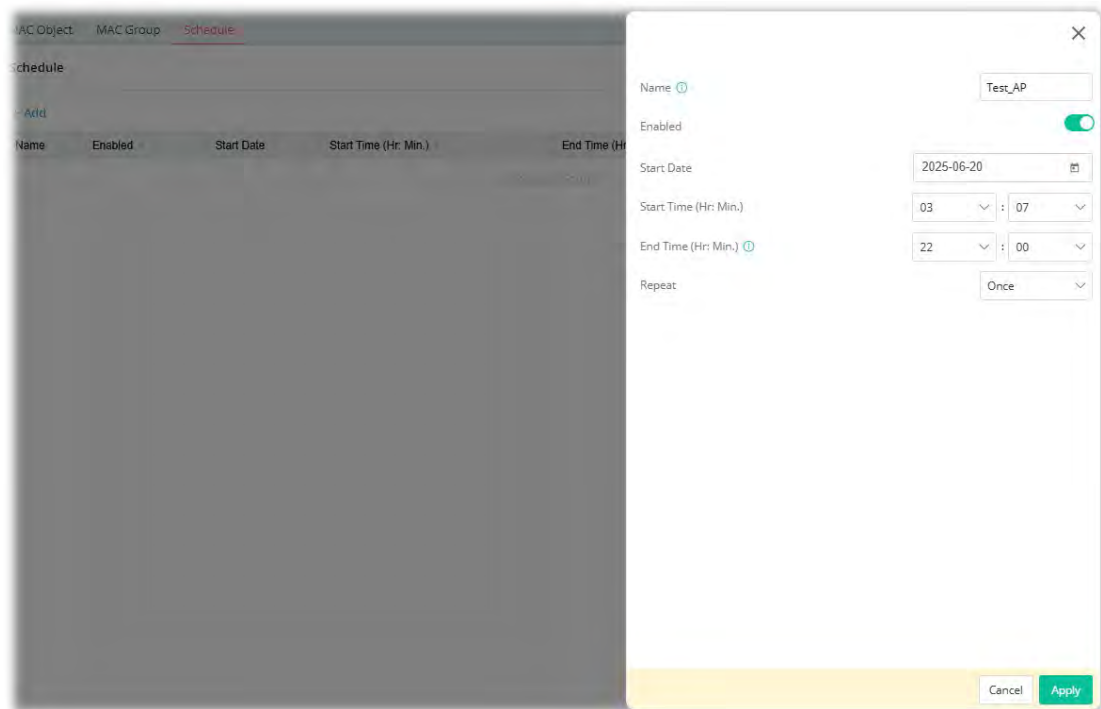 MAC Object MAC Group Schedule
Schedule
Add
Name Enabled Start Date Start Time (Hr: Min.) End Time (Hr
Name
Test_AP
Enabled
Start Date
2025-06-20
Start Time (Hr: Min.)
03 : 07
End Time (Hr: Min.)
22 : 00
Repeat
Once
Cancel Apply